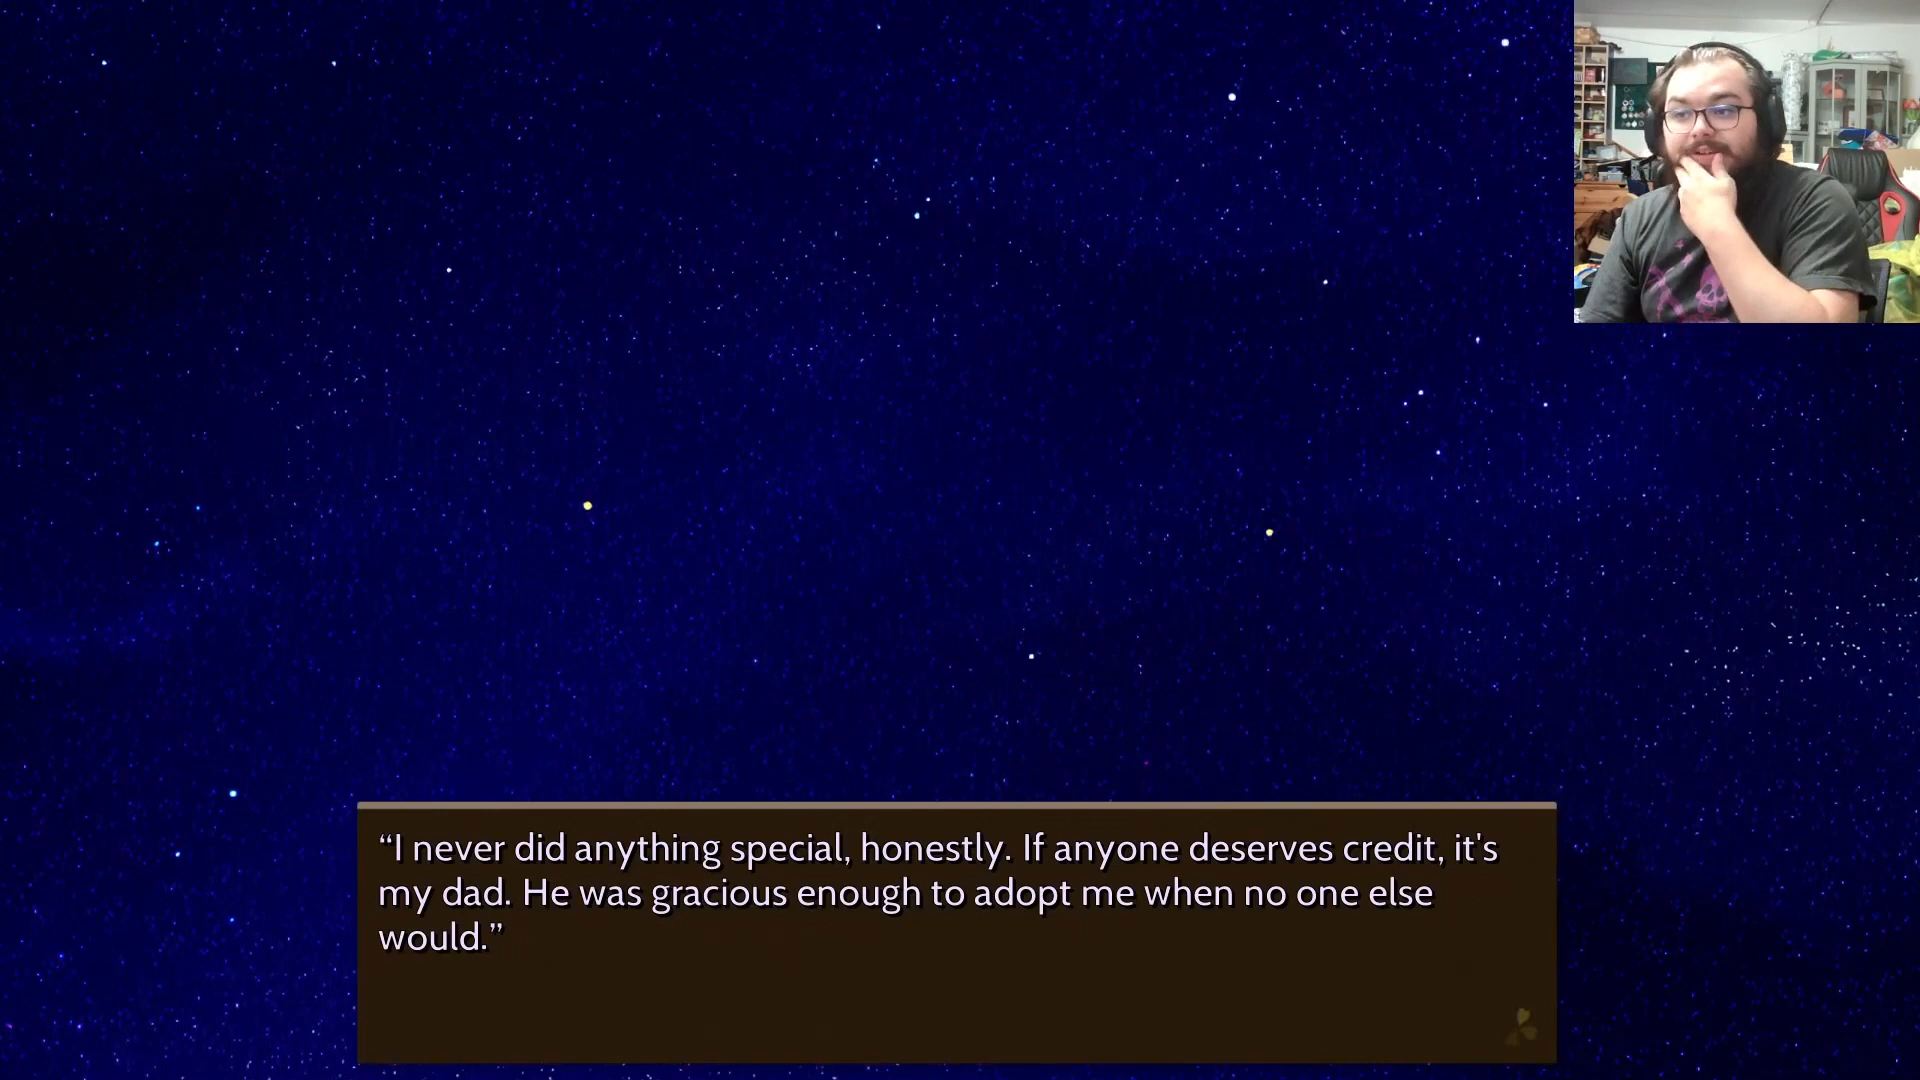 “I never did anything special, honestly. If anyone deserves credit, it's
my dad. He was gracious enough to adopt me when no one else
would.”